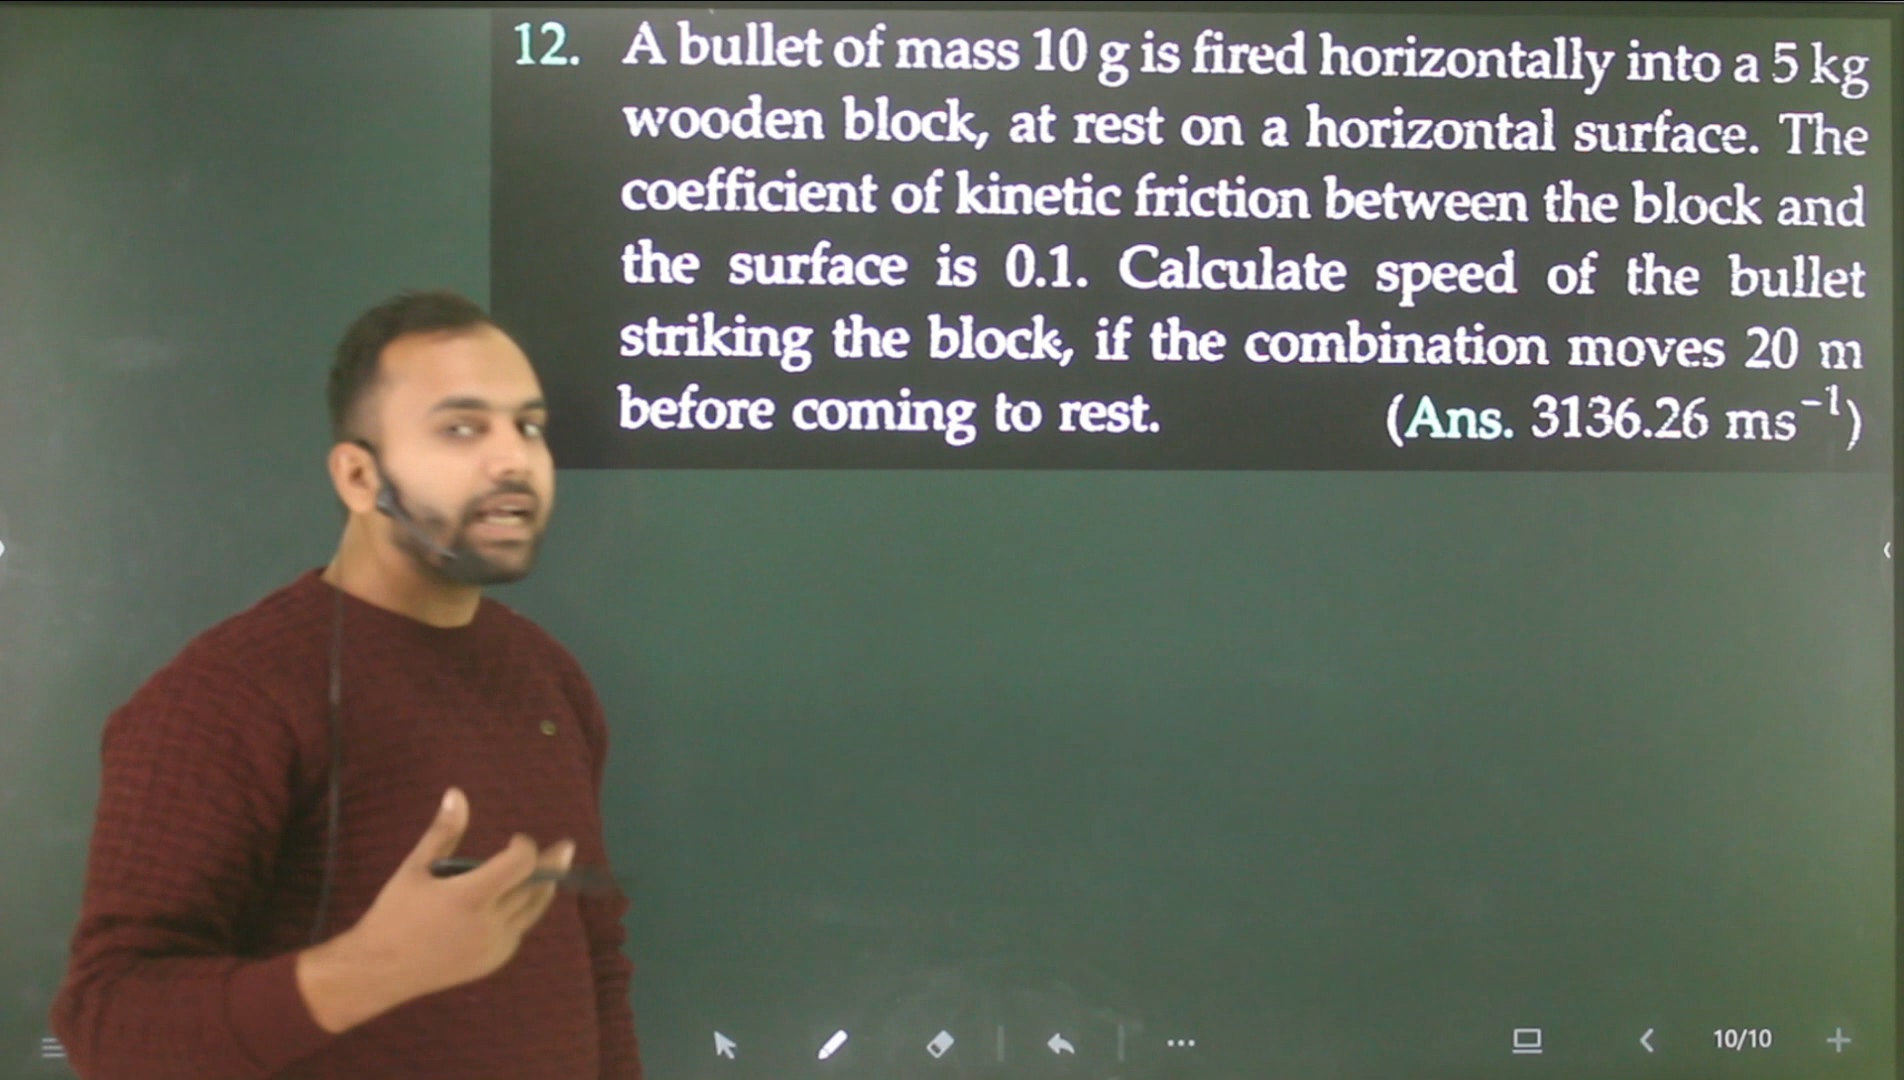 12. A bullet of mass 10 g is fired horizontally into a 5 kg
wooden block, at rest on a horizontal surface. The
coefficient of kinetic friction between the block and
the surface is 0.1. Calculate speed of the bullet
striking the block, if the combination moves 20 m
before coming to rest. (Ans. 3136.26 ms⁻¹)
10/10